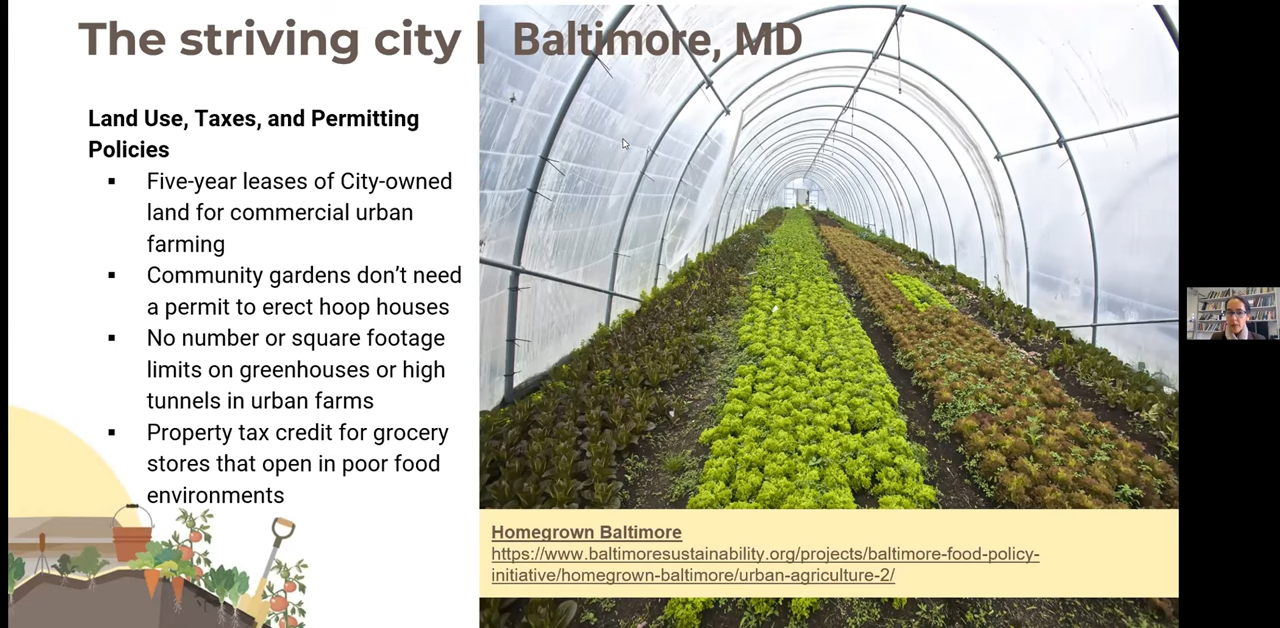 The striving city | Baltimore, MD
Land Use, Taxes, and Permitting
Policies
▪ Five-year leases of City-owned
land for commercial urban
farming
▪ Community gardens don’t need
a permit to erect hoop houses
▪ No number or square footage
limits on greenhouses or high
tunnels in urban farms
▪ Property tax credit for grocery
stores that open in poor food
environments
Homegrown Baltimore
https://www.baltimoresustainability.org/projects/baltimore-food-policy-
initiative/homegrown-baltimore/urban-agriculture-2/